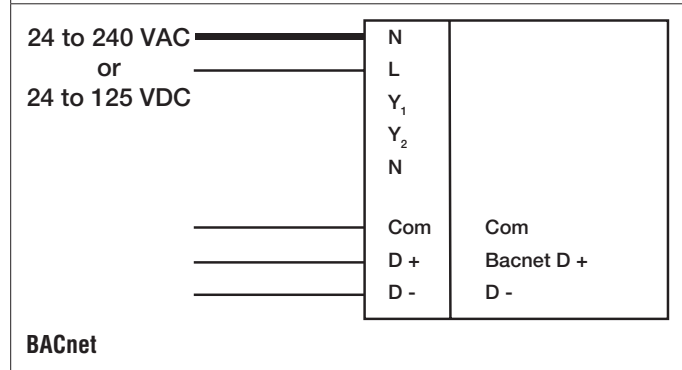 24 to 240 VAC
or
24 to 125 VDC
N
L
Y1
Y2
N
Com Com
D + Bacnet D +
D - D -
BACnet